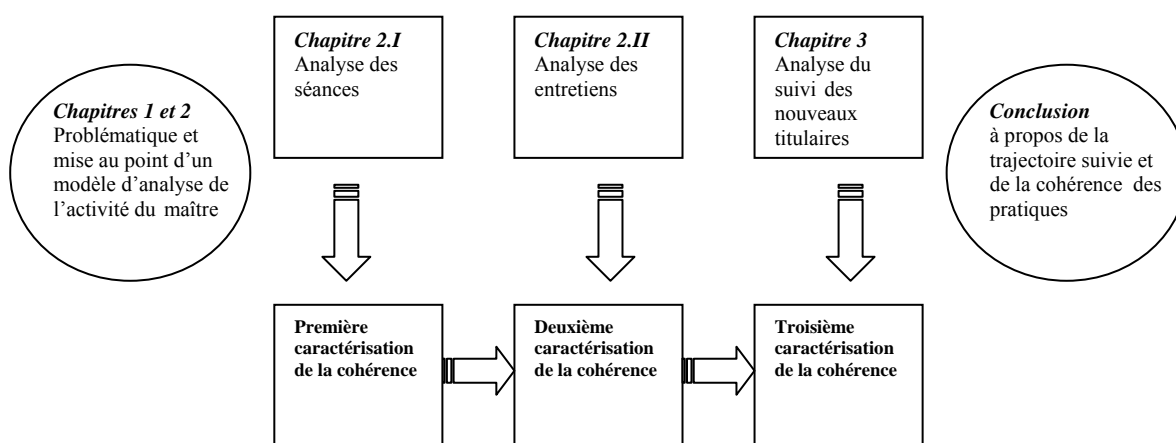 Chapitres 1 et 2
Problématique et
mise au point d'un
modèle d'analyse de
l'activité du maître
Chapitre 2.I
Analyse des
séances
Chapitre 2.II
Analyse des
entretiens
Chapitre 3
Analyse du
suivi des
nouveaux
titulaires
Conclusion
à propos de la
trajectoire suivie et
de la cohérence des
pratiques
Première
caractérisation
de la cohérence
Deuxième
caractérisation
de la cohérence
Troisième
caractérisation
de la cohérence